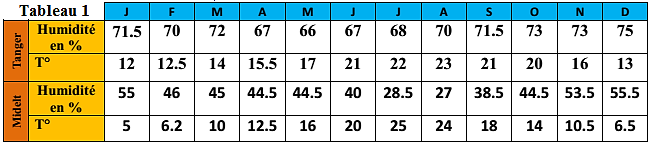 Tableau 1 J F M A M J J A S O N D
Tanger Humidité en % 71.5 70 72 67 66 67 68 70 71.5 73 73 75
T° 12 12.5 14 15.5 17 21 22 23 21 20 16 13
Midelt Humidité en % 55 46 45 44.5 44.5 40 28.5 27 38.5 44.5 53.5 55.5
T° 5 6.2 10 12.5 16 20 25 24 18 14 10.5 6.5